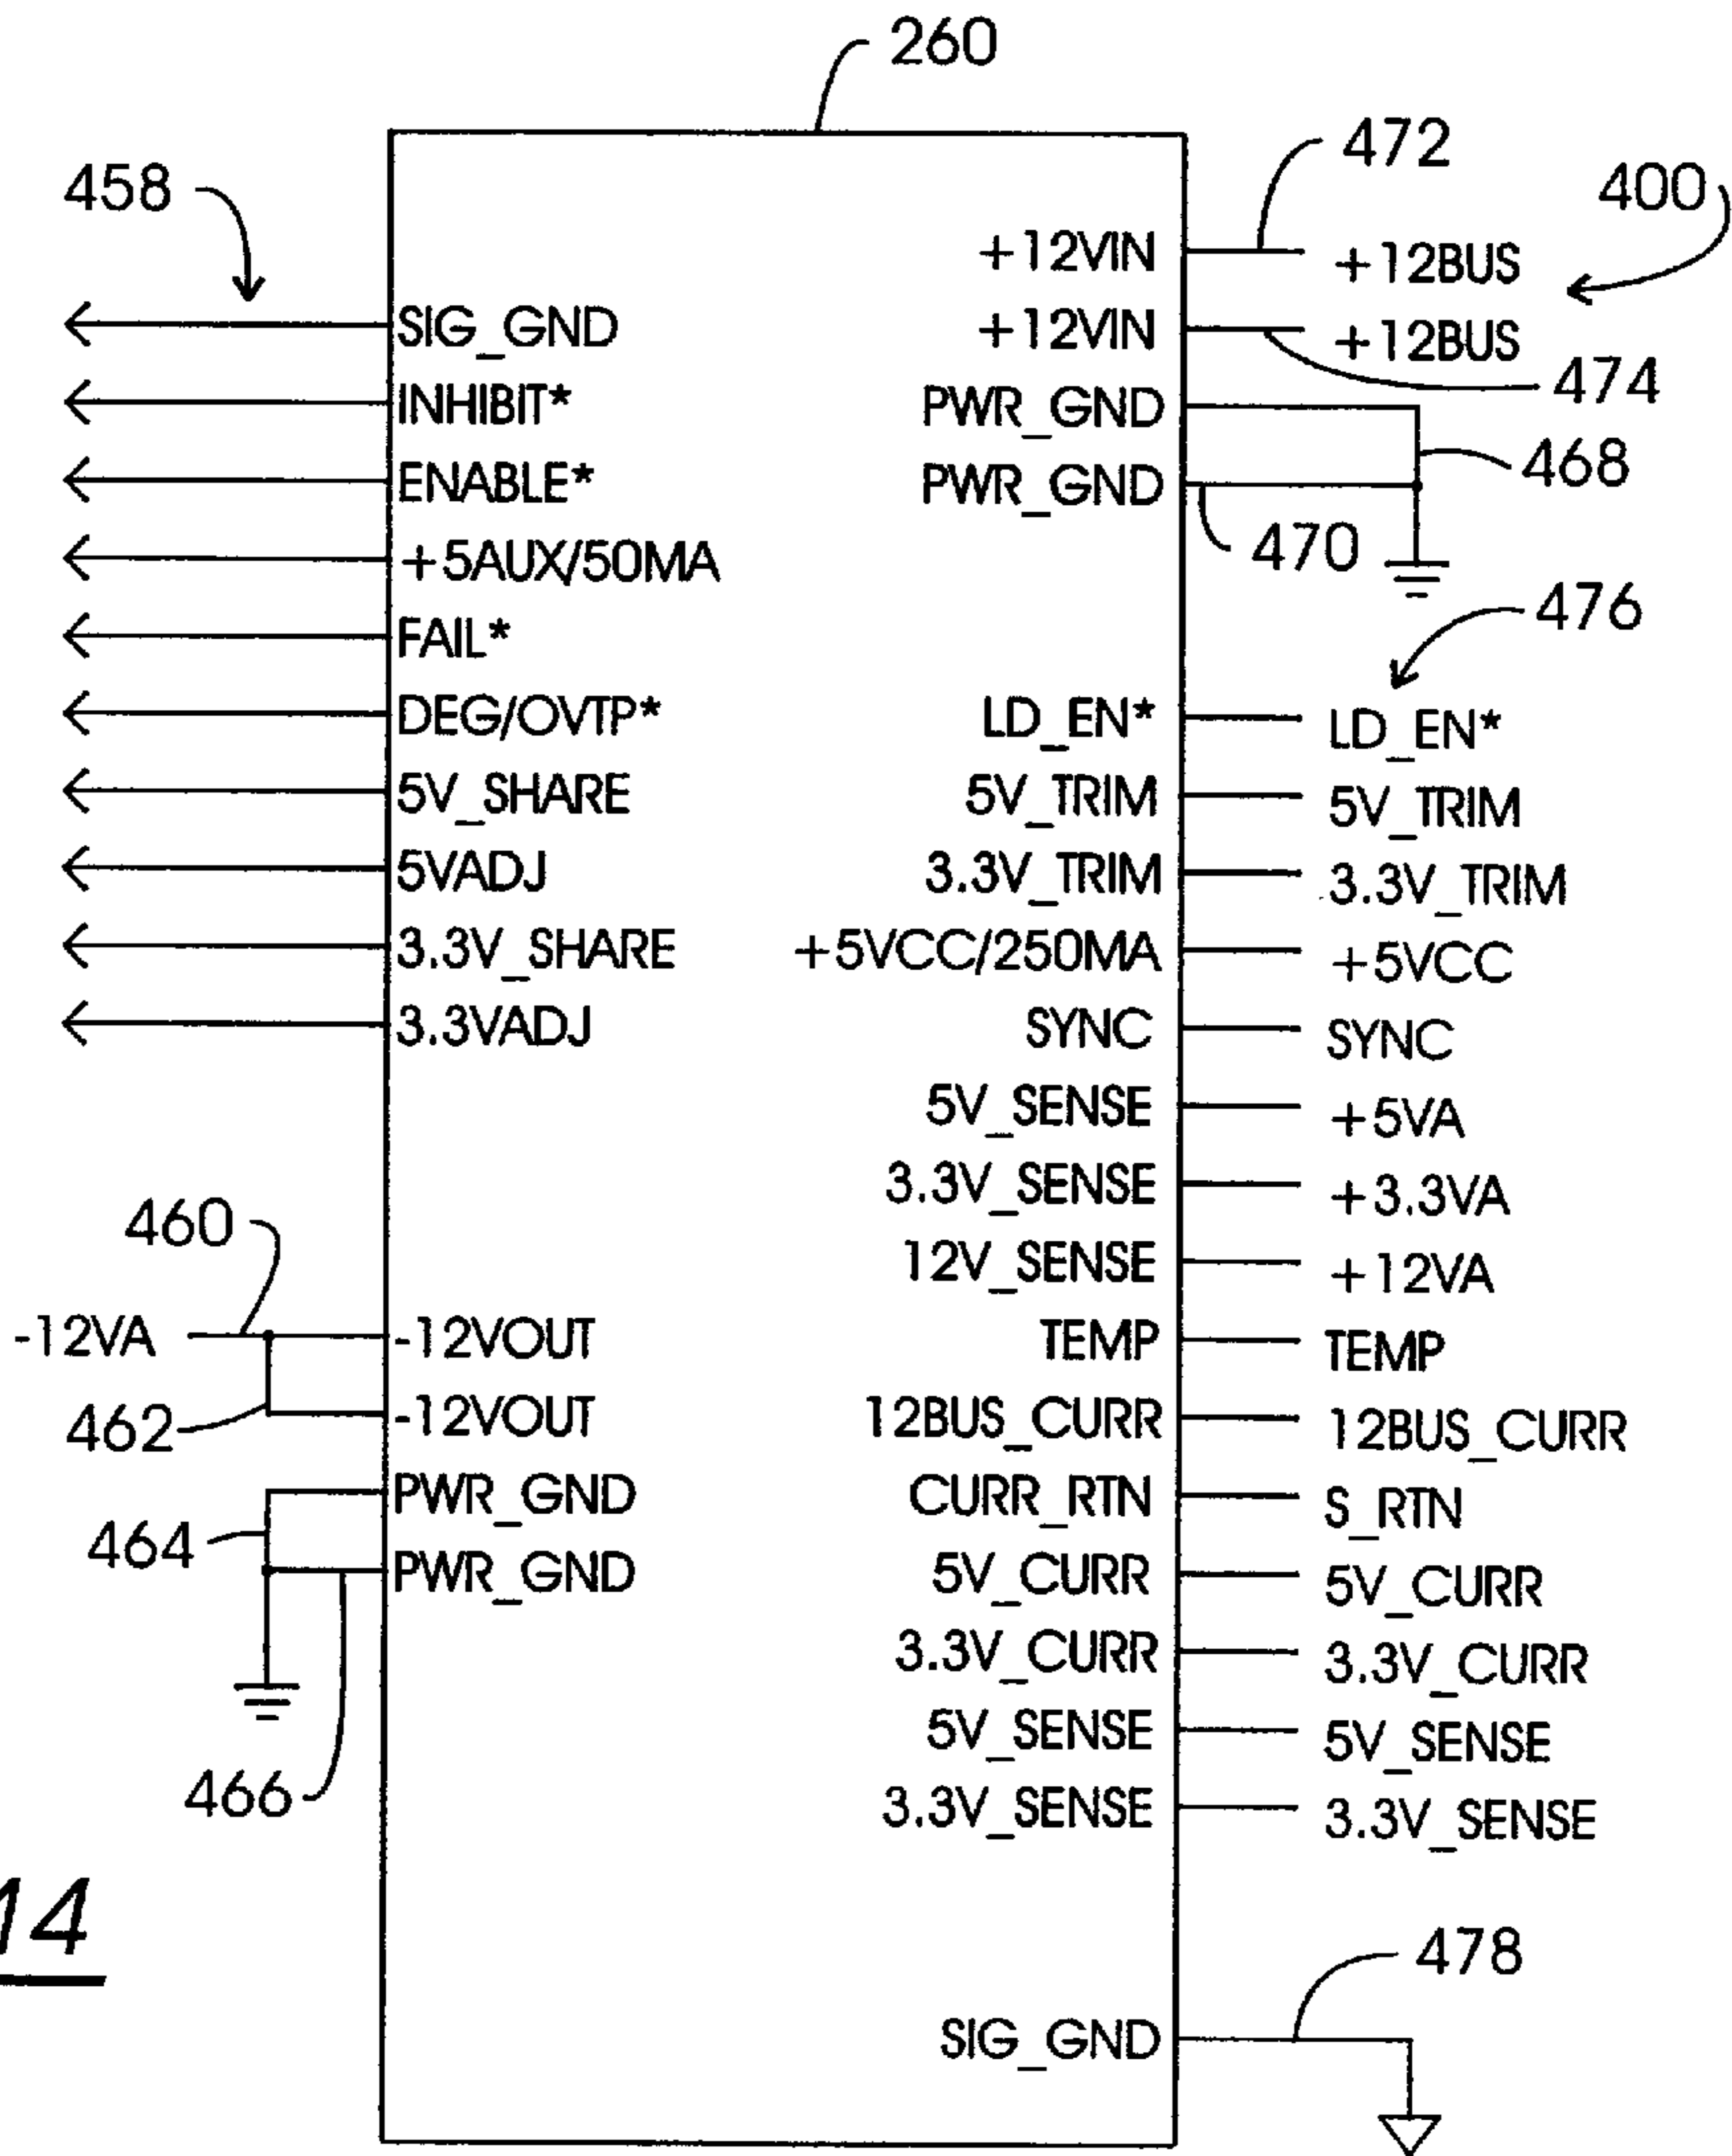 260
458
472
400
+12VIN
+12BUS
SIG_GND
+12VIN
+12BUS
474
INHIBIT*
PWR_GND
468
ENABLE*
PWR_GND
470
+5AUX/50MA
476
FAIL*
DEG/OVTP*
LD_EN*
LD_EN*
5V_SHARE
5V_TRIM
5V_TRIM
5VADJ
3.3V_TRIM
3.3V_TRIM
3.3V_SHARE
+5VCC/250MA
+5VCC
3.3VADJ
SYNC
SYNC
5V_SENSE
+5VA
3.3V_SENSE
+3.3VA
460
12V_SENSE
+12VA
-12VA
-12VOUT
TEMP
TEMP
462
-12VOUT
12BUS_CURR
12BUS_CURR
PWR_GND
CURR_RTN
S_RTN
464
PWR_GND
5V_CURR
5V_CURR
3.3V_CURR
3.3V_CURR
5V_SENSE
5V_SENSE
466
3.3V_SENSE
3.3V_SENSE
14
478
SIG_GND